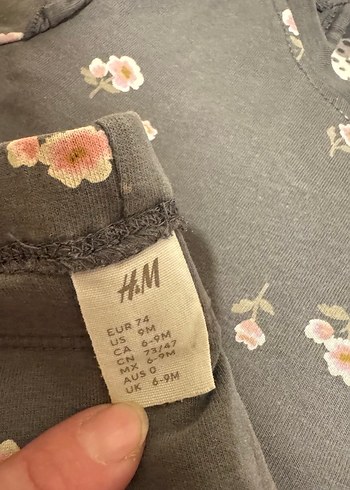 H&M
EUR 74
US 9M
CA 6-9M
CN 73/47
MX 6-9M
AUS 0
UK 6-9M